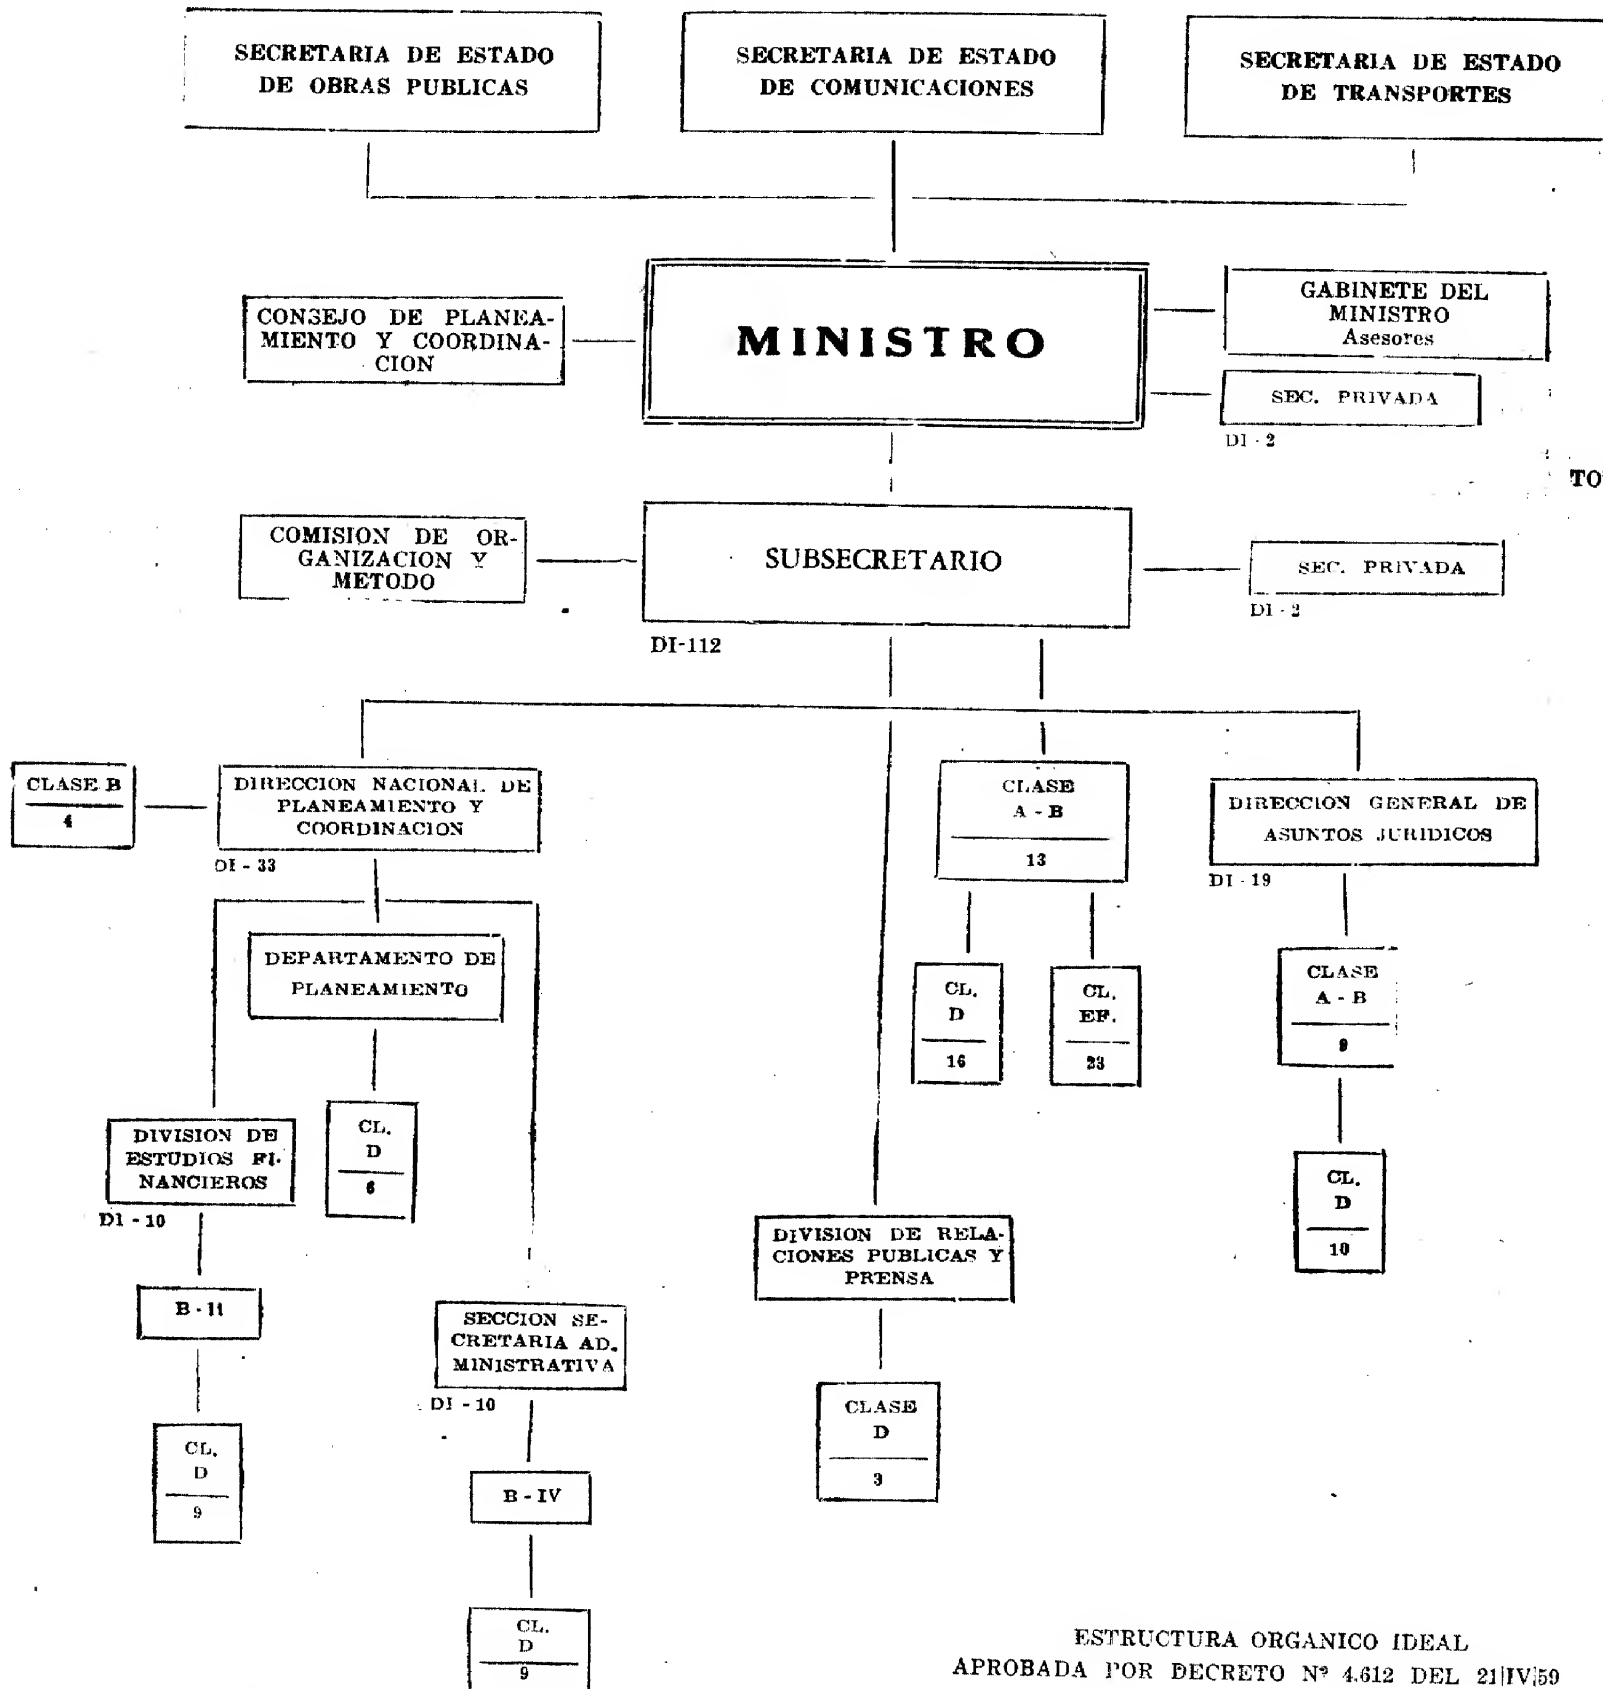 SECRETARIA DE ESTADO
DE OBRAS PUBLICAS
SECRETARIA DE ESTADO
DE COMUNICACIONES
SECRETARIA DE ESTADO
DE TRANSPORTES
CONSEJO DE PLANEA-
MIENTO Y COORDINA-
CION
MINISTRO
GABINETE DEL
MINISTRO
Asesores
SEC. PRIVADA
DI - 2
TO
COMISION DE OR-
GANIZACION Y
METODO
SUBSECRETARIO
DI-112
SEC. PRIVADA
DI - 2
CLASE B
4
DIRECCION NACIONAL DE
PLANEAMIENTO Y
COORDINACION
DI - 33
CLASE
A - B
13
DIRECCION GENERAL DE
ASUNTOS JURIDICOS
DI - 19
DEPARTAMENTO DE
PLANEAMIENTO
CL.
D
16
CL.
EF.
23
CLASE
A - B
9
DIVISION DE
ESTUDIOS FI-
NANCIEROS
DI - 10
CL.
D
6
CL.
D
10
DIVISION DE RELA-
CIONES PUBLICAS Y
PRENSA
B - II
SECCION SE-
CRETARIA AD-
MINISTRATIVA
DI - 10
CLASE
D
3
CL.
D
9
B - IV
CL.
D
9
ESTRUCTURA ORGANICO IDEAL
APROBADA POR DECRETO Nº 4.612 DEL 21|IV|59